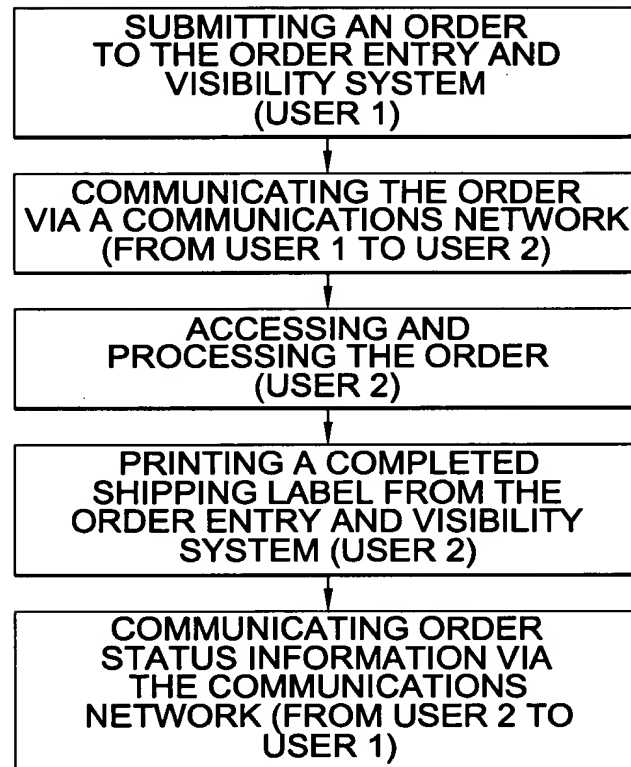 SUBMITTING AN ORDER
TO THE ORDER ENTRY AND
VISIBILITY SYSTEM
(USER 1)
COMMUNICATING THE ORDER
VIA A COMMUNICATIONS NETWORK
(FROM USER 1 TO USER 2)
ACCESSING AND
PROCESSING THE ORDER
(USER 2)
PRINTING A COMPLETED
SHIPPING LABEL FROM THE
ORDER ENTRY AND VISIBILITY
SYSTEM (USER 2)
COMMUNICATING ORDER
STATUS INFORMATION VIA
THE COMMUNICATIONS
NETWORK (FROM USER 2 TO
USER 1)